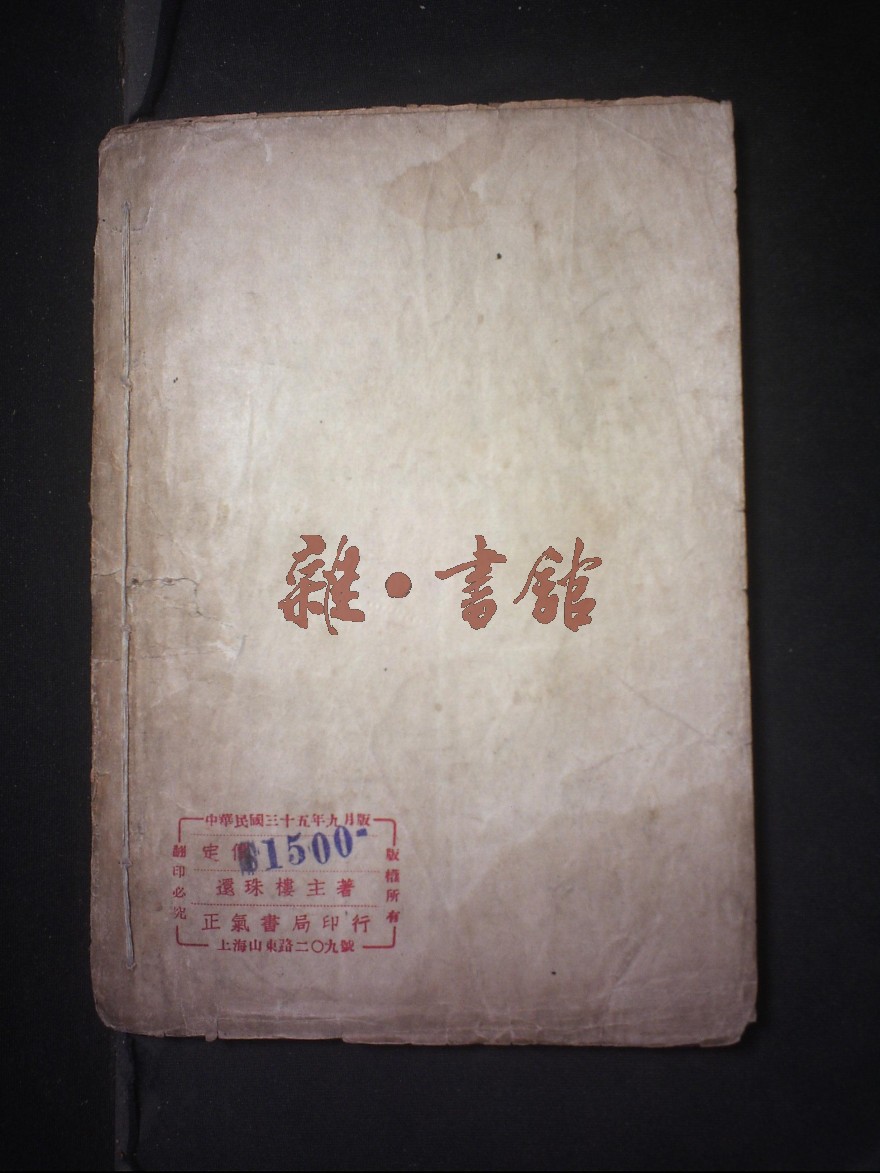 雜·書館
中華民國三十五年九月版
定價
$1500-
還珠樓主著
正氣書局印行
上海山東路二〇九號
翻印必究
版權所有